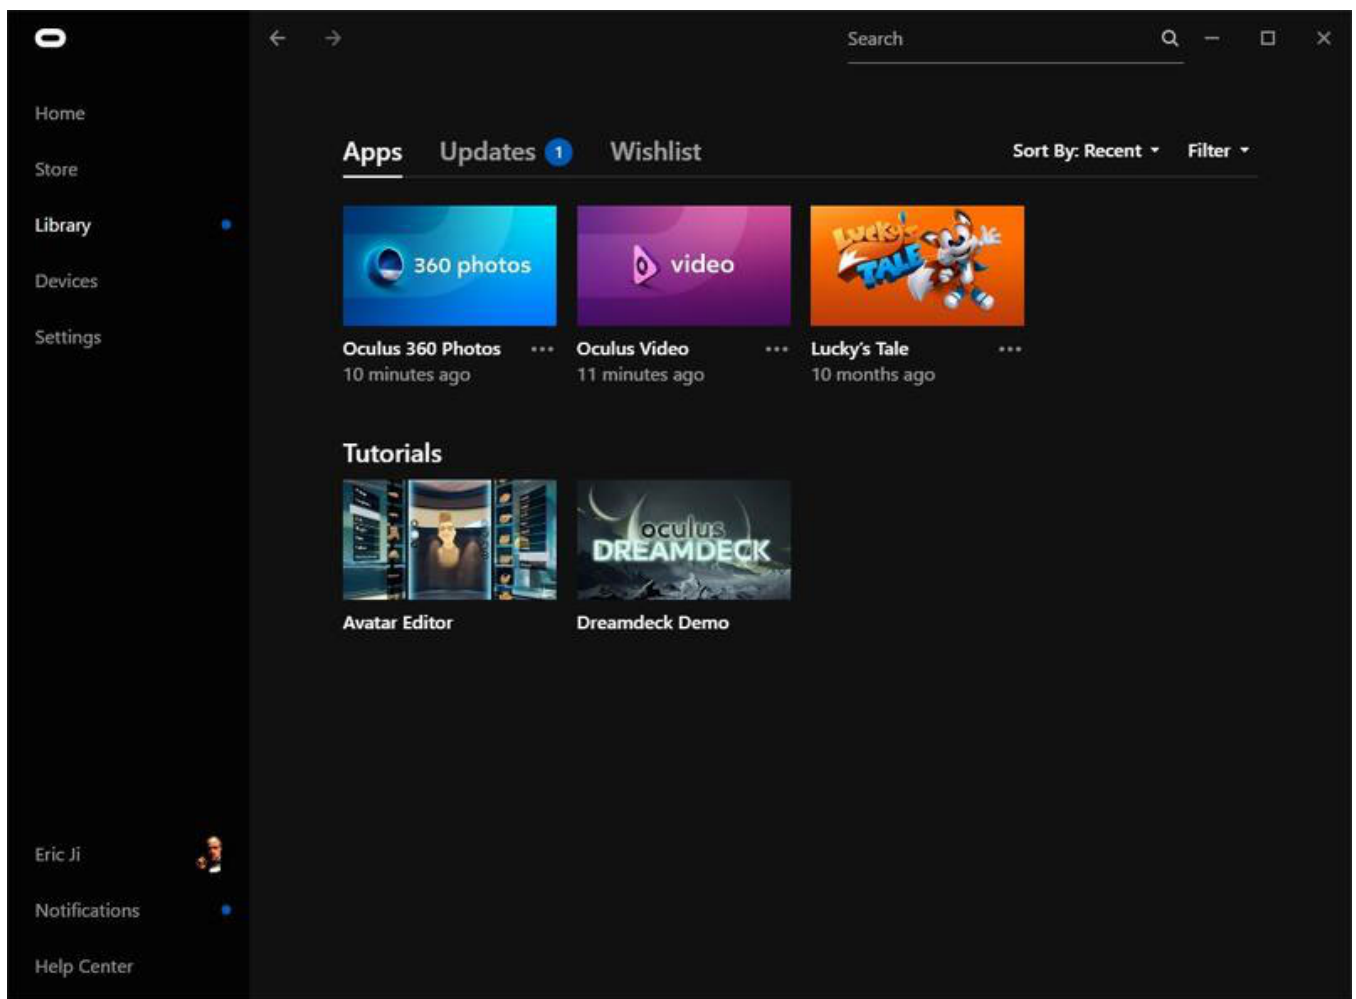 Search
Home
Store
Library
Devices
Settings
Eric Ji
Notifications
Help Center
Apps
Updates 1
Wishlist
Sort By: Recent
Filter
360 photos
video
LUCKY'S TALE
Oculus 360 Photos
10 minutes ago
Oculus Video
11 minutes ago
Lucky's Tale
10 months ago
Tutorials
oculus
DREAMDECK
Avatar Editor
Dreamdeck Demo